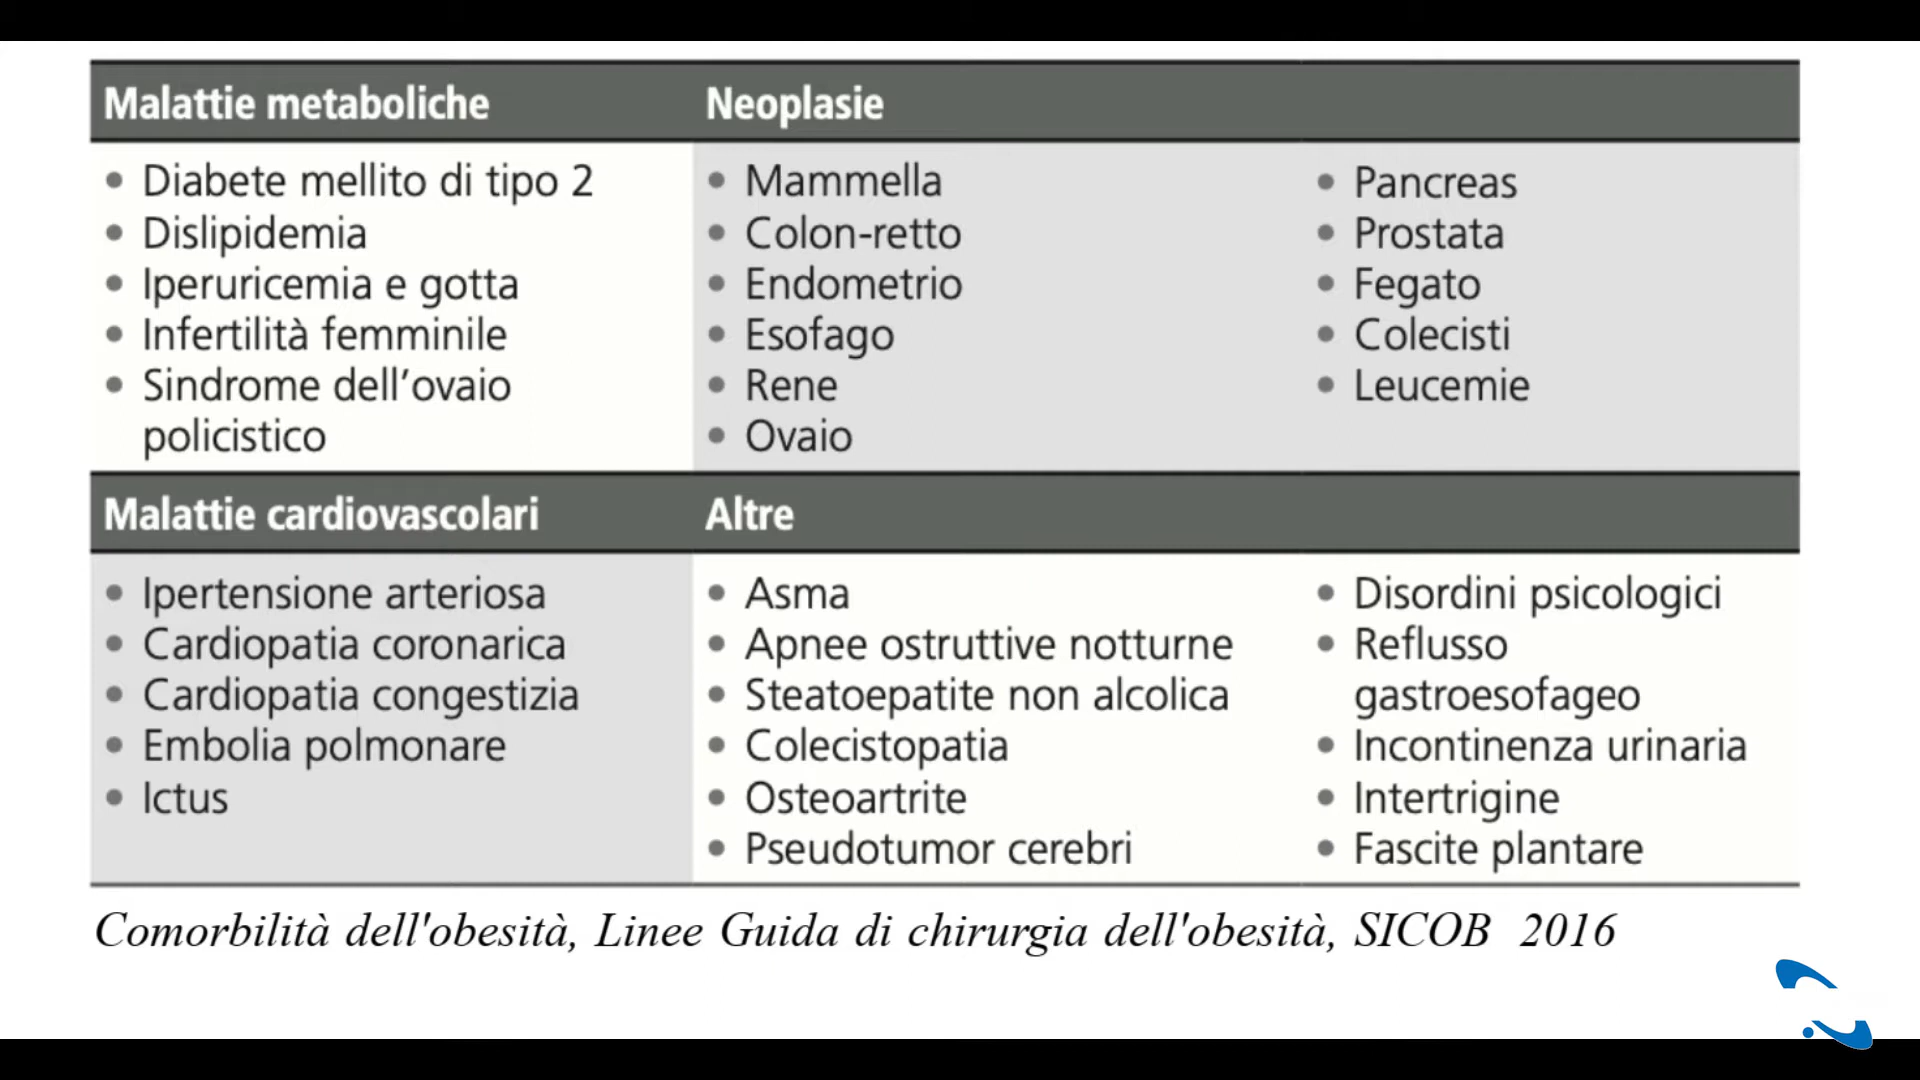 Malattie metaboliche
Neoplasie
• Diabete mellito di tipo 2
• Dislipidemia
• Iperuricemia e gotta
• Infertilità femminile
• Sindrome dell'ovaio
policistico
• Mammella
• Colon-retto
• Endometrio
• Esofago
• Rene
• Ovaio
• Pancreas
• Prostata
• Fegato
• Colecisti
• Leucemie
Malattie cardiovascolari
Altre
• Ipertensione arteriosa
• Cardiopatia coronarica
• Cardiopatia congestizia
• Embolia polmonare
• Ictus
• Asma
• Apnee ostruttive notturne
• Steatoepatite non alcolica
• Colecistopatia
• Osteoartrite
• Pseudotumor cerebri
• Disordini psicologici
• Reflusso
gastroesofageo
• Incontinenza urinaria
• Intertrigine
• Fascite plantare
Comorbilità dell'obesità, Linee Guida di chirurgia dell'obesità, SICOB 2016